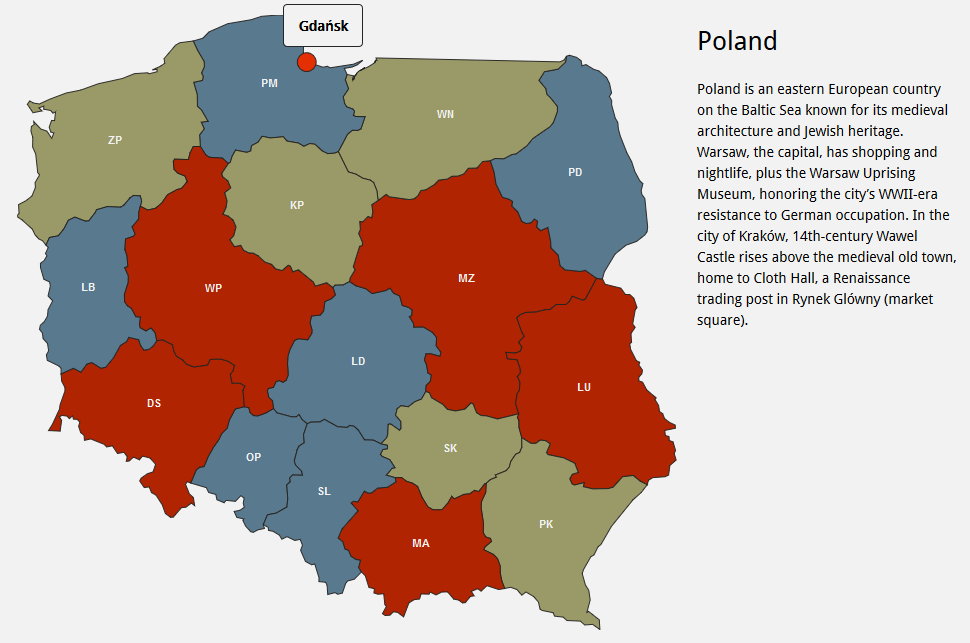 Gdańsk
PM
WN
ZP
PD
KP
MZ
LB
WP
LD
LU
DS
SK
OP
SL
PK
MA
Poland
Poland is an eastern European country
on the Baltic Sea known for its medieval
architecture and Jewish heritage.
Warsaw, the capital, has shopping and
nightlife, plus the Warsaw Uprising
Museum, honoring the city's WWII-era
resistance to German occupation. In the
city of Kraków, 14th-century Wawel
Castle rises above the medieval old town,
home to Cloth Hall, a Renaissance
trading post in Rynek Glówny (market
square).